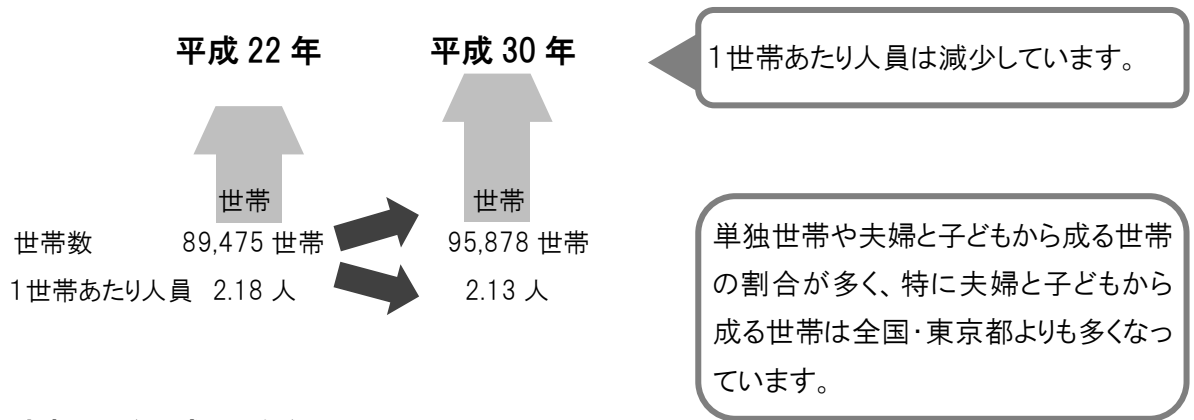 平成 22 年 平成 30 年
1世帯あたり人員は減少しています。
世帯 世帯
世帯数 89,475 世帯 95,878 世帯
1世帯あたり人員 2.18 人 2.13 人
単独世帯や夫婦と子どもから成る世帯
の割合が多く、特に夫婦と子どもから
成る世帯は全国・東京都よりも多くなっ
ています。